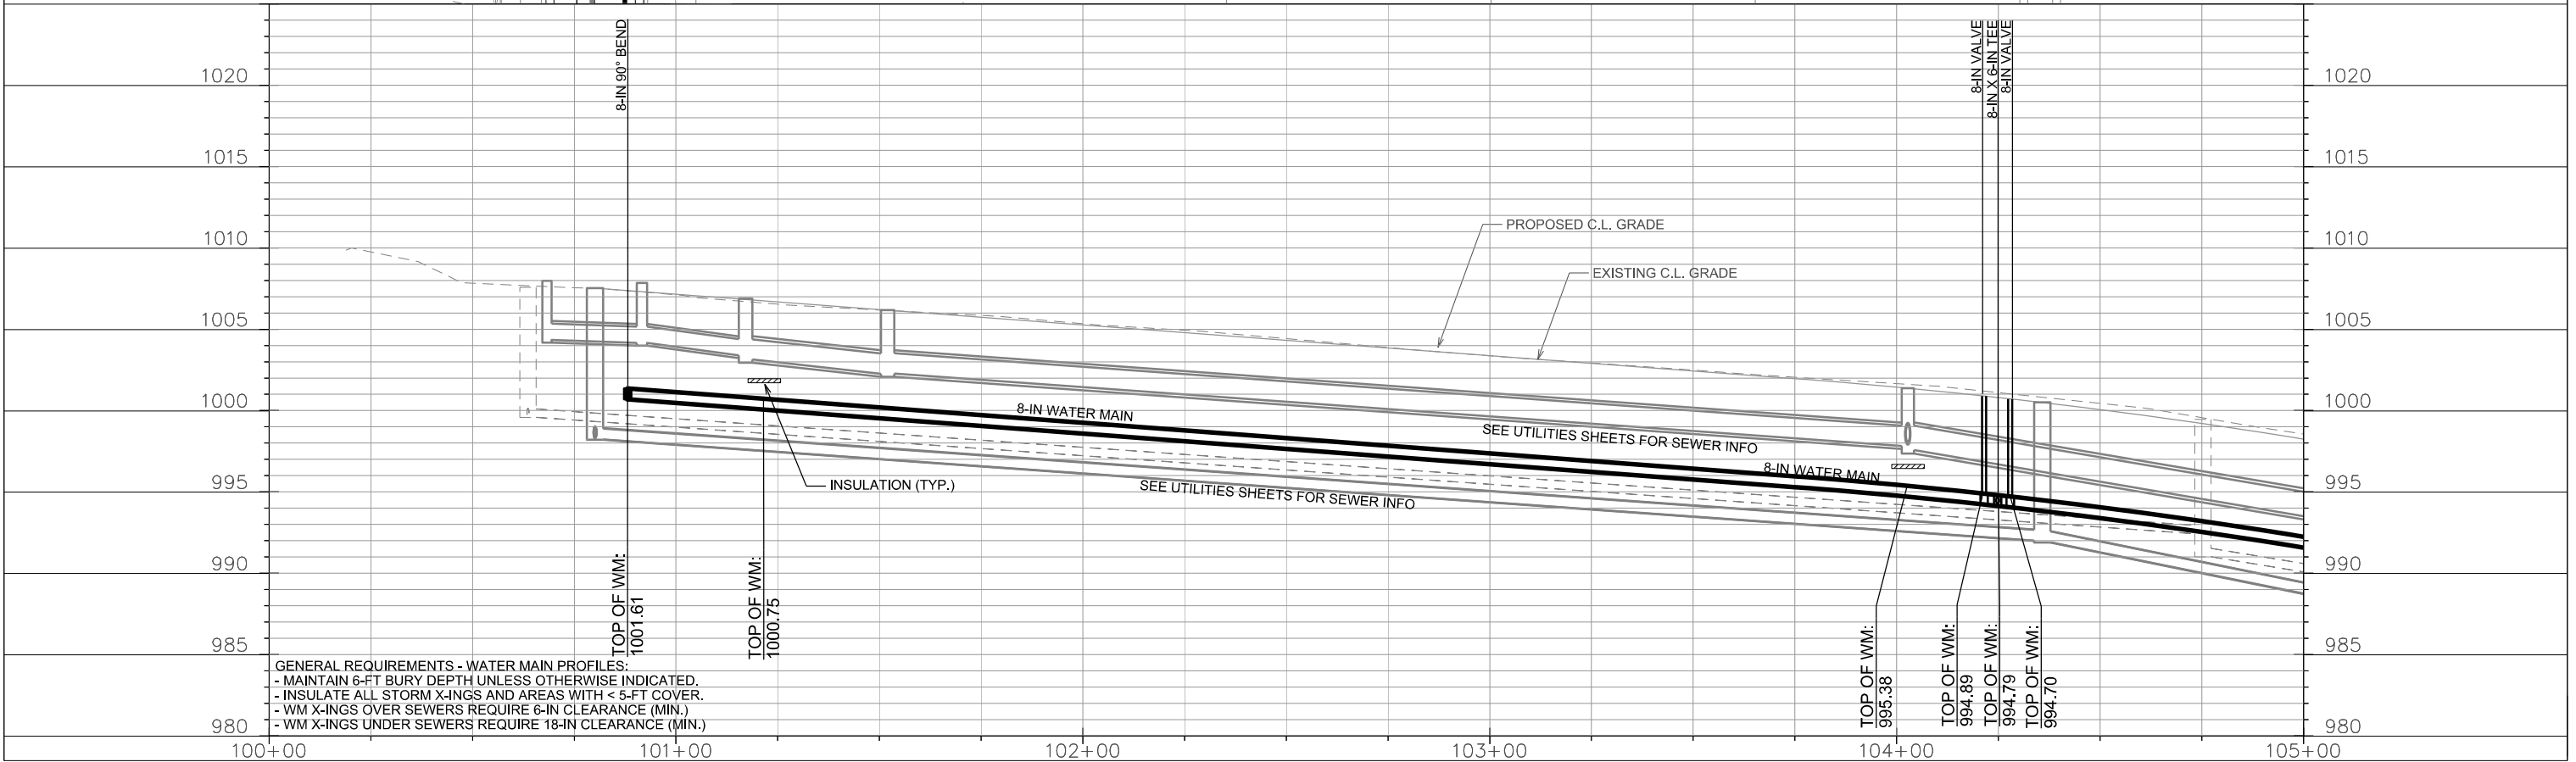 8-IN 90° BEND
8-IN VALVE
8-IN X 6-IN TEE
8-IN VALVE
1020
1020
1015
1015
1010
1010
PROPOSED C.L. GRADE
EXISTING C.L. GRADE
1005
1005
1000
1000
8-IN WATER MAIN
SEE UTILITIES SHEETS FOR SEWER INFO
8-IN WATER MAIN
INSULATION (TYP.)
SEE UTILITIES SHEETS FOR SEWER INFO
995
995
990
990
TOP OF WM:
1001.61
TOP OF WM:
1000.75
TOP OF WM:
995.38
TOP OF WM:
994.89
TOP OF WM:
994.79
TOP OF WM:
994.70
985
985
GENERAL REQUIREMENTS - WATER MAIN PROFILES:
- MAINTAIN 6-FT BURY DEPTH UNLESS OTHERWISE INDICATED.
- INSULATE ALL STORM X-INGS AND AREAS WITH < 5-FT COVER.
- WM X-INGS OVER SEWERS REQUIRE 6-IN CLEARANCE (MIN.)
- WM X-INGS UNDER SEWERS REQUIRE 18-IN CLEARANCE (MIN.)
980
980
100+00
101+00
102+00
103+00
104+00
105+00